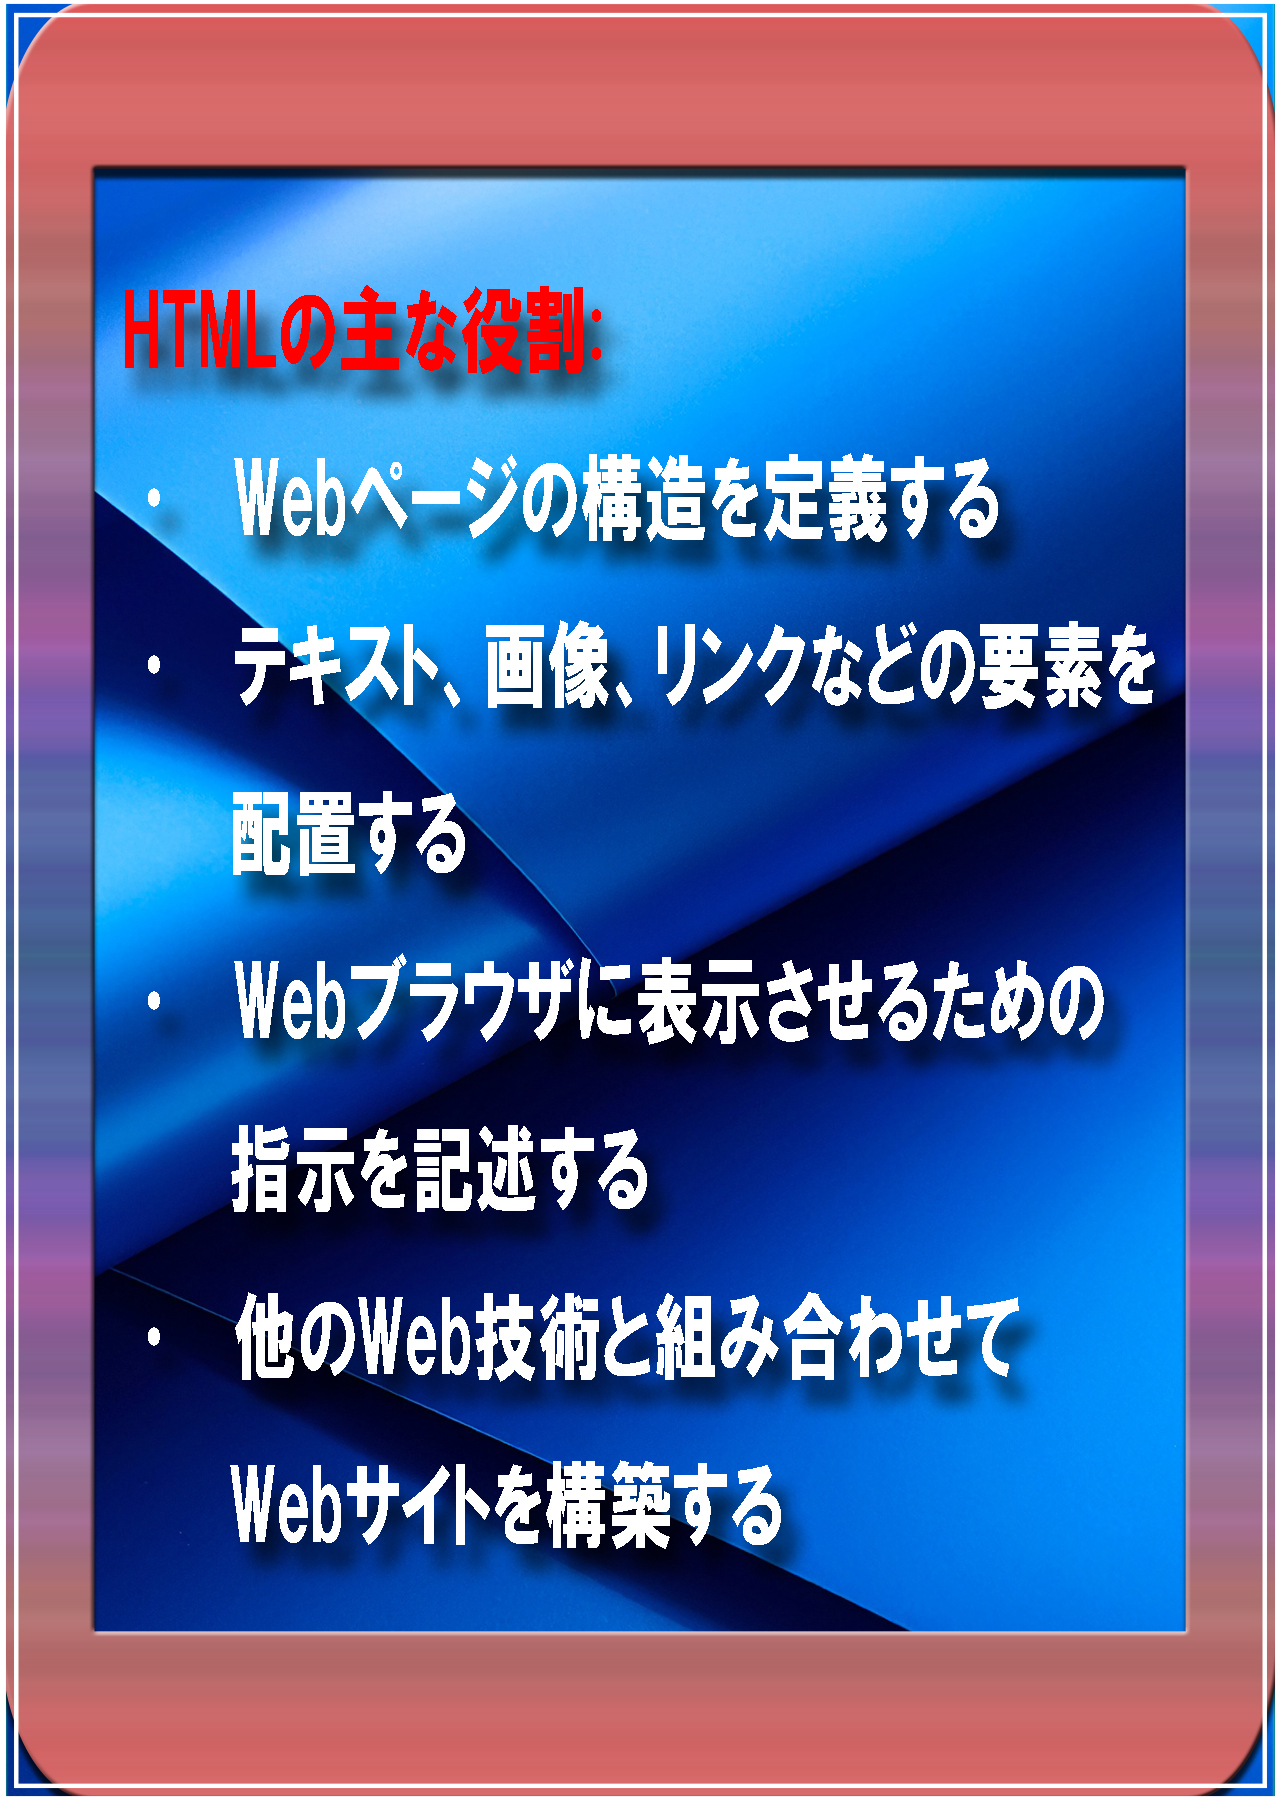 HTMLの主な役割:
・ Webページの構造を定義する
・ テキスト、画像、リンクなどの要素を
配置する
・ Webブラウザに表示させるための
指示を記述する
・ 他のWeb技術と組み合わせて
Webサイトを構築する